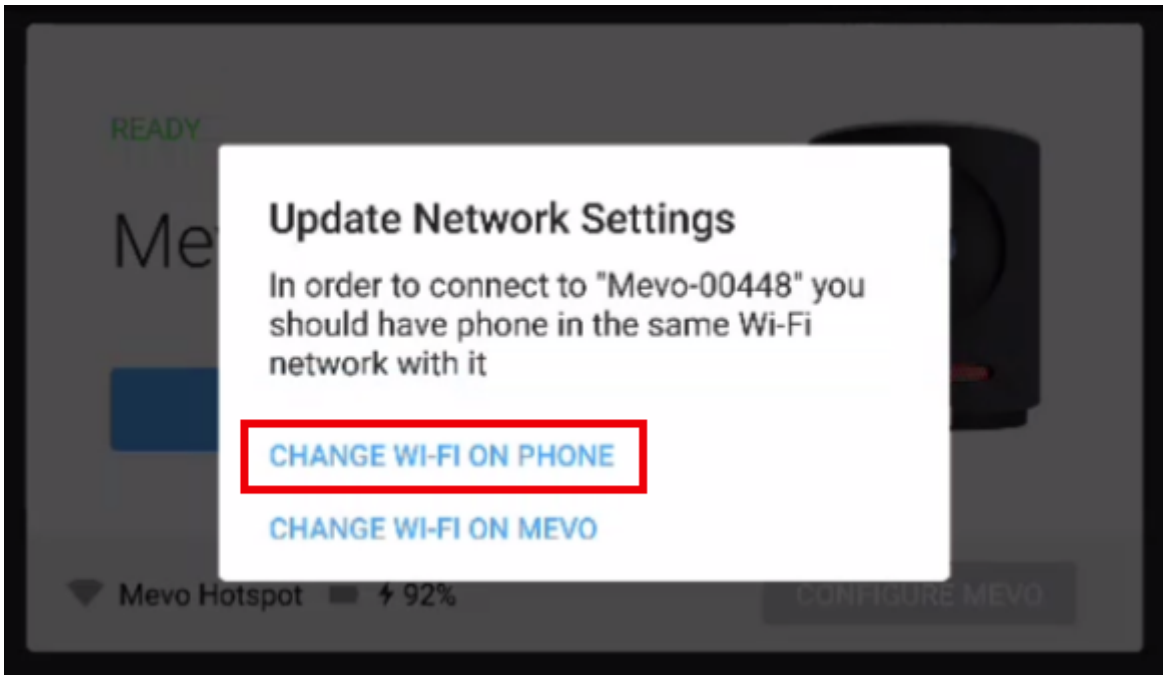 READY
Me
Update Network Settings
In order to connect to "Mevo-00448" you
should have phone in the same Wi-Fi
network with it
CHANGE WI-FI ON PHONE
CHANGE WI-FI ON MEVO
Mevo Hotspot 92%
CONFIGURE MEVO